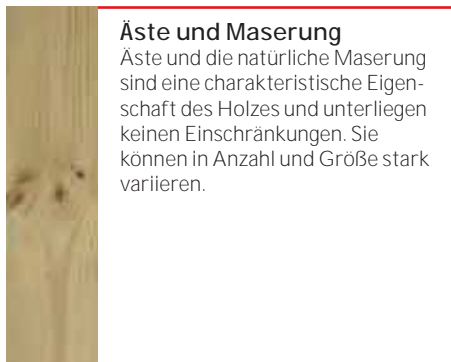 Äste und Maserung
Äste und die natürliche Maserung
sind eine charakteristische Eigen-
schaft des Holzes und unterliegen
keinen Einschränkungen. Sie
können in Anzahl und Größe stark
variieren.